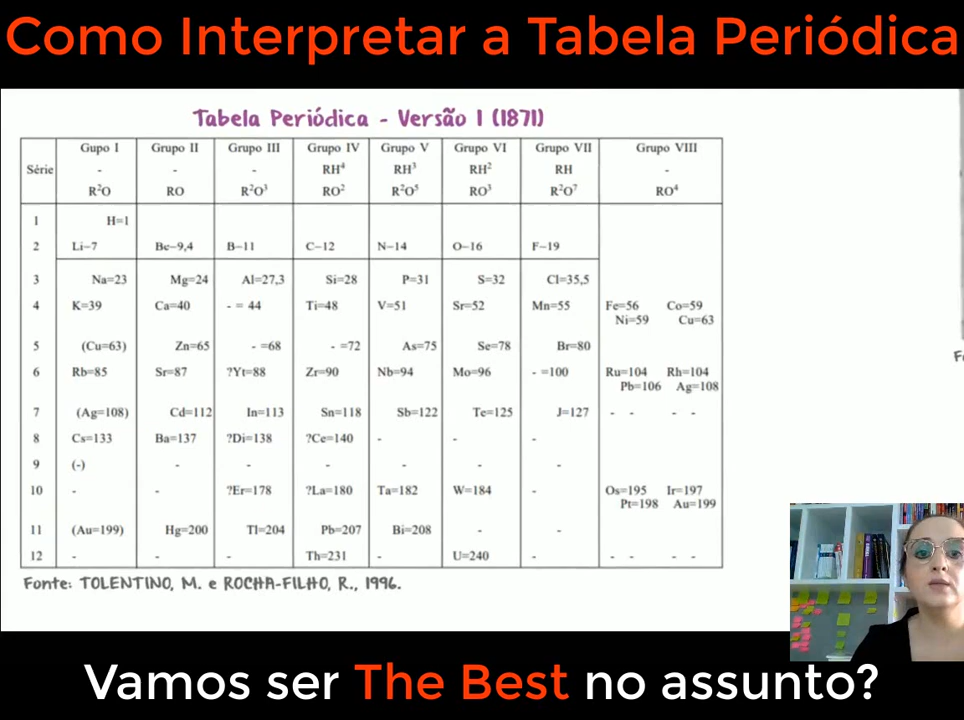 Como Interpretar a Tabela Periódica
Tabela Periódica - Versão I (1871)
Gupo I Grupo II Grupo III Grupo IV Grupo V Grupo VI Grupo VII Grupo VIII
Série - - - RH⁴ RH³ RH² RH -
R²O RO R²O³ RO² R²O⁵ RO³ R²O⁷ RO⁴
1 H=1
2 Li-7 Be-9,4 B-11 C-12 N-14 O-16 F-19
3 Na=23 Mg=24 Al=27,3 Si=28 P=31 S=32 Cl=35,5
4 K=39 Ca=40 - = 44 Ti=48 V=51 Sr=52 Mn=55 Fe=56 Co=59
Ni=59 Cu=63
5 (Cu=63) Zn=65 - =68 - =72 As=75 Se=78 Br=80
6 Rb=85 Sr=87 ?Yt=88 Zr=90 Nb=94 Mo=96 - =100 Ru=104 Rh=104
Pb=106 Ag=108
7 (Ag=108) Cd=112 In=113 Sn=118 Sb=122 Te=125 J=127 - - - -
8 Cs=133 Ba=137 ?Di=138 ?Ce=140 - - -
9 (-) - - - - - -
10 - - ?Er=178 ?La=180 Ta=182 W=184 - Os=195 Ir=197
Pt=198 Au=199
11 (Au=199) Hg=200 Tl=204 Pb=207 Bi=208 - -
12 - - - Th=231 - U=240 - - - - -
Fonte: TOLENTINO, M. e ROCHA-FILHO, R., 1996.
F
Vamos ser The Best no assunto?